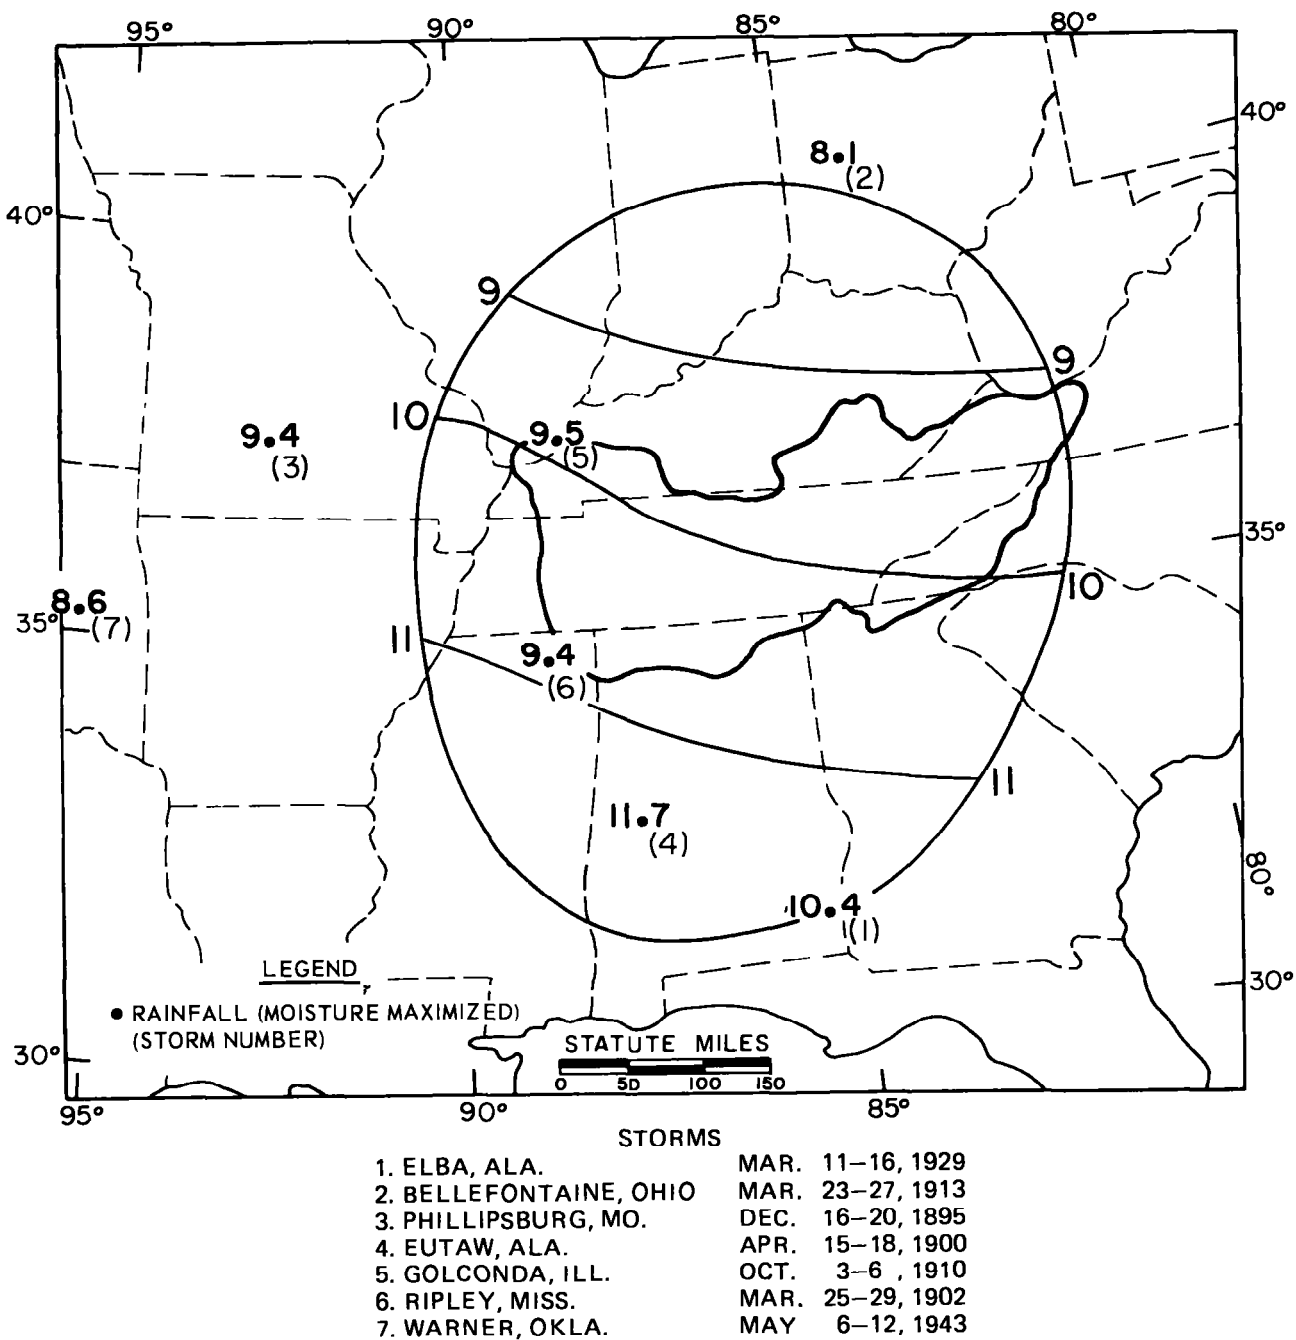 95° 90° 85° 80°
40°
8.1
(2)
40°
9
9
10
9.4
(3)
9.5
(5)
35°
10
8.6
(7)
35°
11
9.4
(6)
11
11.7
(4)
80°
10.4
(1)
LEGEND
• RAINFALL (MOISTURE MAXIMIZED)
(STORM NUMBER)
30°
STATUTE MILES
0 50 100 150
30°
95° 90° 85°
STORMS
1. ELBA, ALA. MAR. 11–16, 1929
2. BELLEFONTAINE, OHIO MAR. 23–27, 1913
3. PHILLIPSBURG, MO. DEC. 16–20, 1895
4. EUTAW, ALA. APR. 15–18, 1900
5. GOLCONDA, ILL. OCT. 3–6 , 1910
6. RIPLEY, MISS. MAR. 25–29, 1902
7. WARNER, OKLA. MAY 6–12, 1943